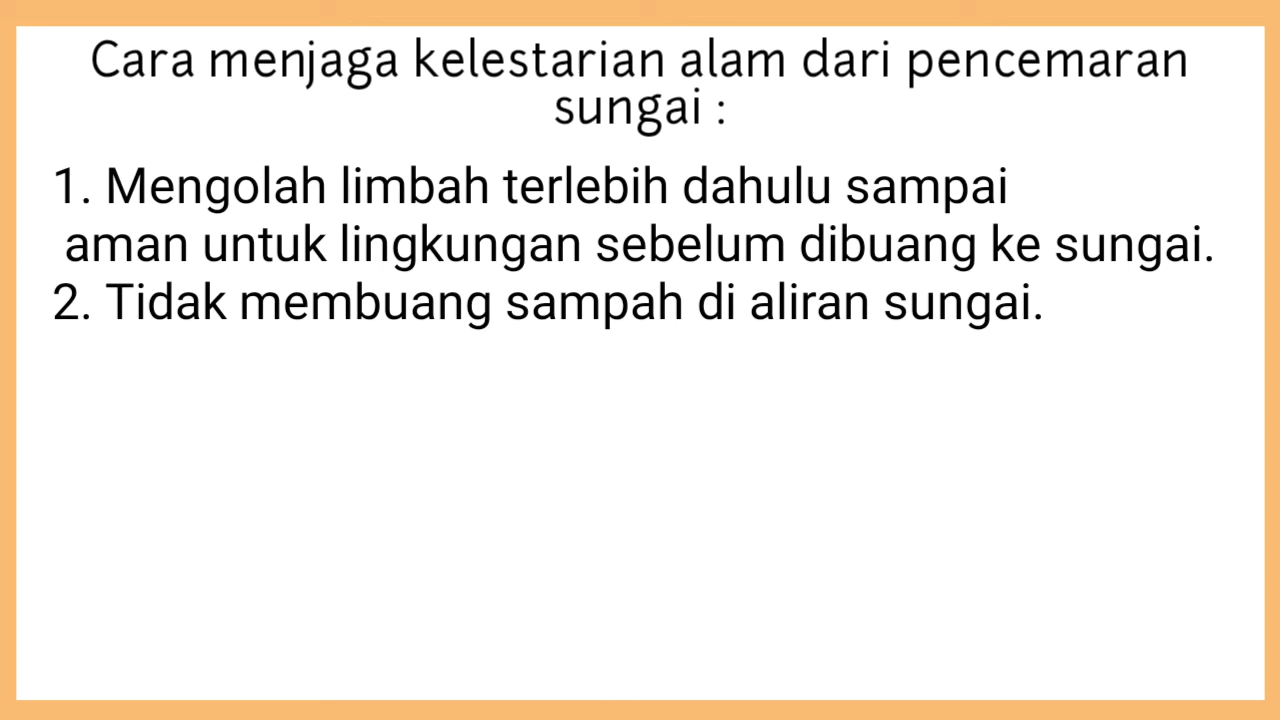 Cara menjaga kelestarian alam dari pencemaran
sungai :
1. Mengolah limbah terlebih dahulu sampai
aman untuk lingkungan sebelum dibuang ke sungai.
2. Tidak membuang sampah di aliran sungai.